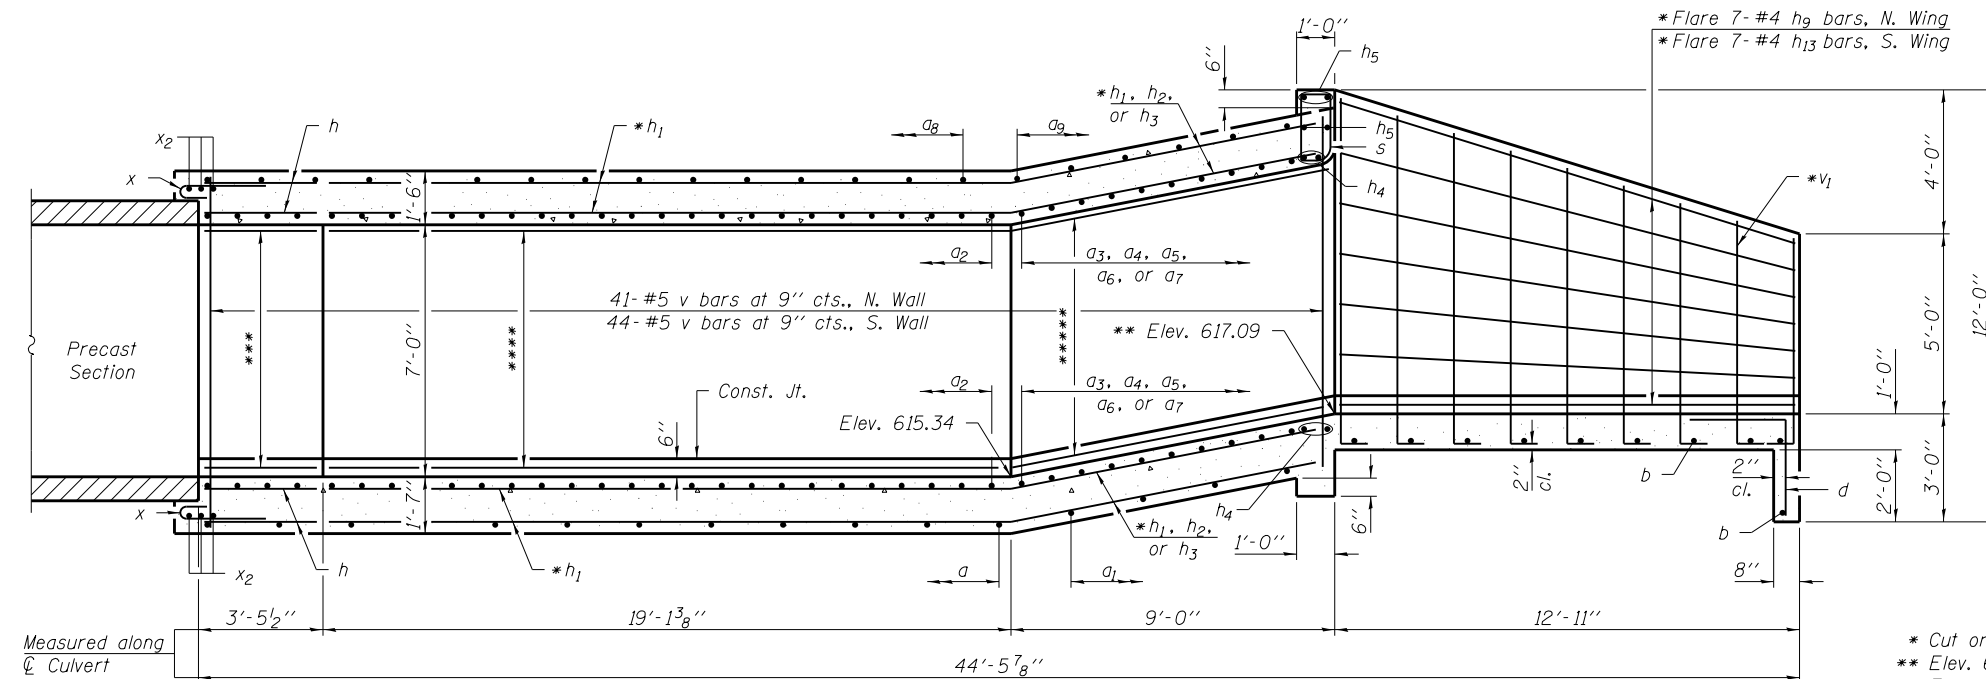 * Flare 7-#4 h9 bars, N. Wing
* Flare 7-#4 h13 bars, S. Wing
1'-0"
h5
6"
* h1, h2,
or h3
x2
h
* h1
a8
a9
h5
s
x
h4
* v1
1'-6"
4'-0"
a2
a3, a4, a5,
a6, or a7
41-#5 v bars at 9" cts., N. Wall
44-#5 v bars at 9" cts., S. Wall
***
****
*****
7'-0"
** Elev. 617.09
Precast
Section
5'-0"
12'-0"
1'-0"
Const. Jt.
a2
a3, a4, a5,
a6, or a7
Elev. 615.34
6"
2"
cl.
b
2"
cl.
d
2'-0"
3'-0"
x
1'-7"
h4
6"
* h1, h2,
or h3
1'-0"
b
x2
h
* h1
a
a1
8"
3'-5 1/2"
19'-1 3/8"
9'-0"
12'-11"
Measured along
℄ Culvert
44'-5 7/8"
* Cut or
** Elev. 6